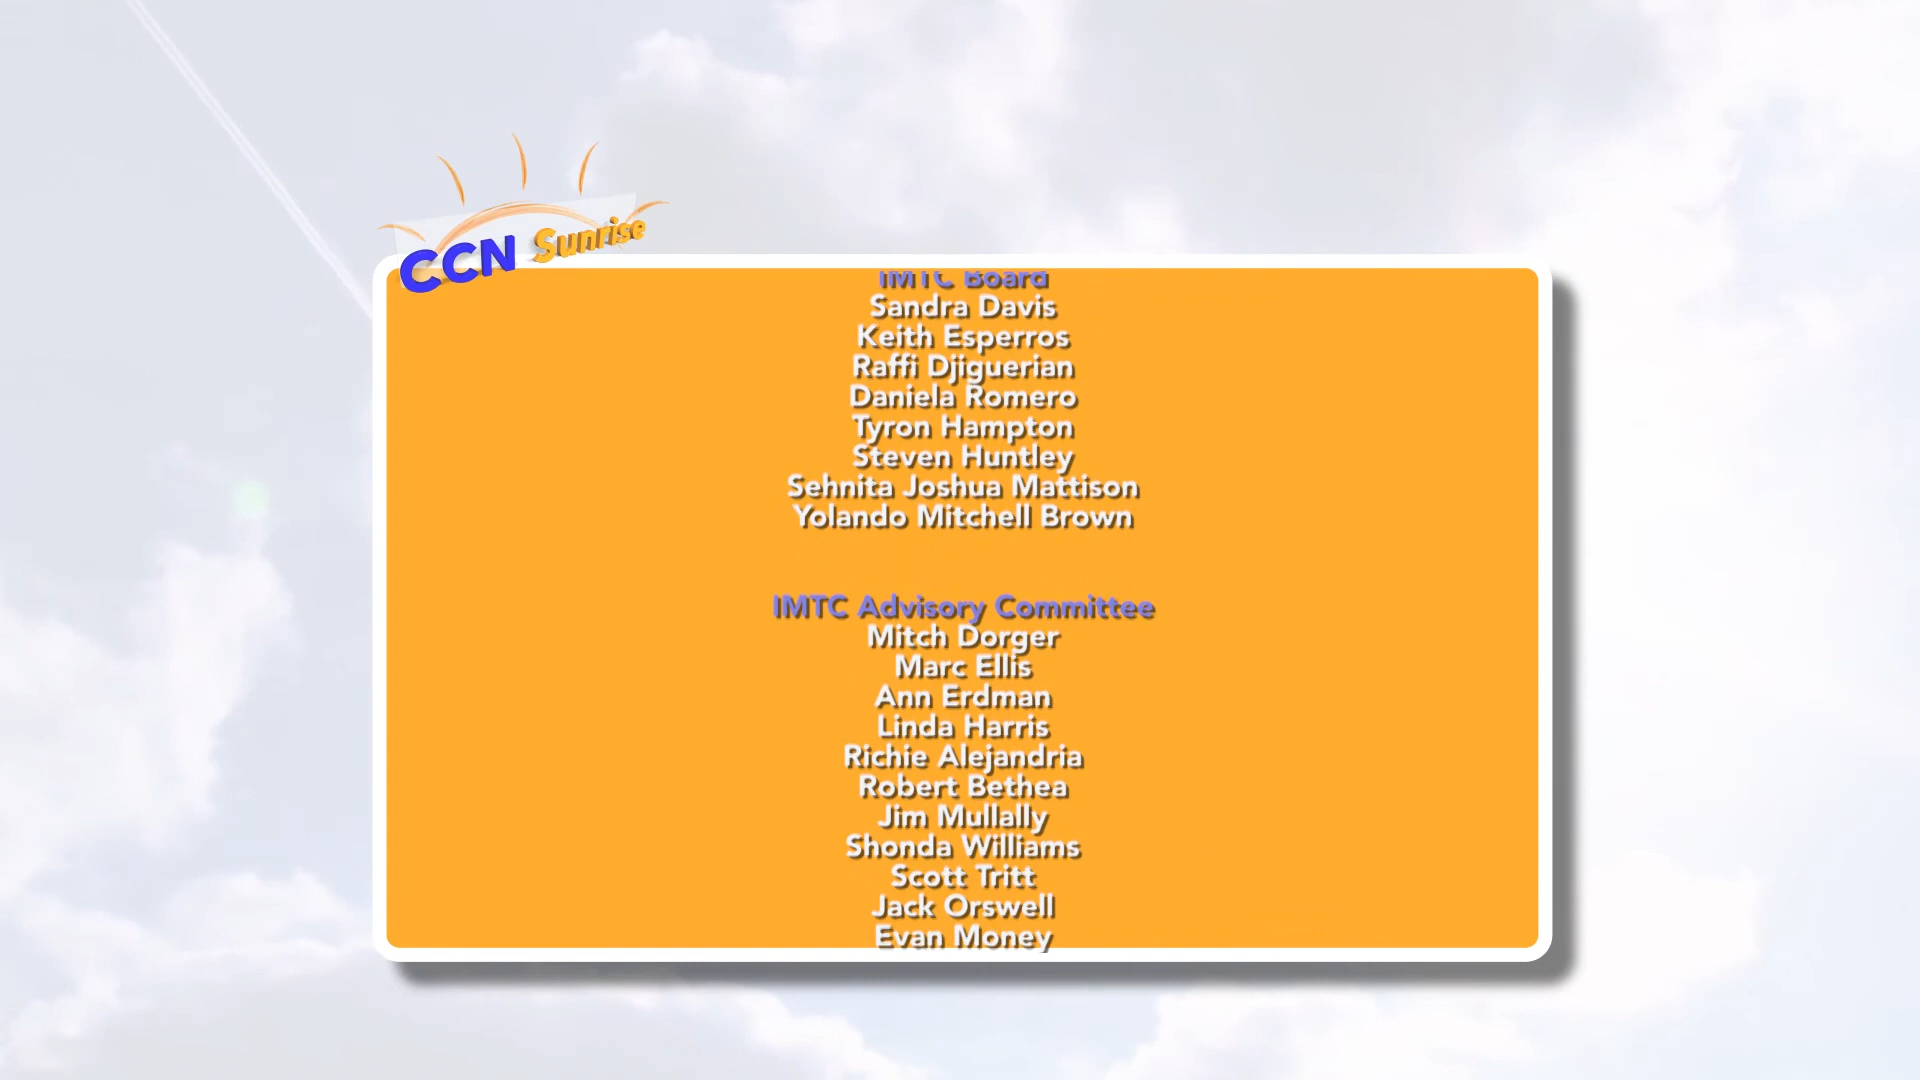 CCN Sunrise
IMTC Board
Sandra Davis
Keith Esperros
Raffi Djiguerian
Daniela Romero
Tyron Hampton
Steven Huntley
Sehnita Joshua Mattison
Yolando Mitchell Brown
IMTC Advisory Committee
Mitch Dorger
Marc Ellis
Ann Erdman
Linda Harris
Richie Alejandria
Robert Bethea
Jim Mullally
Shonda Williams
Scott Tritt
Jack Orswell
Evan Money